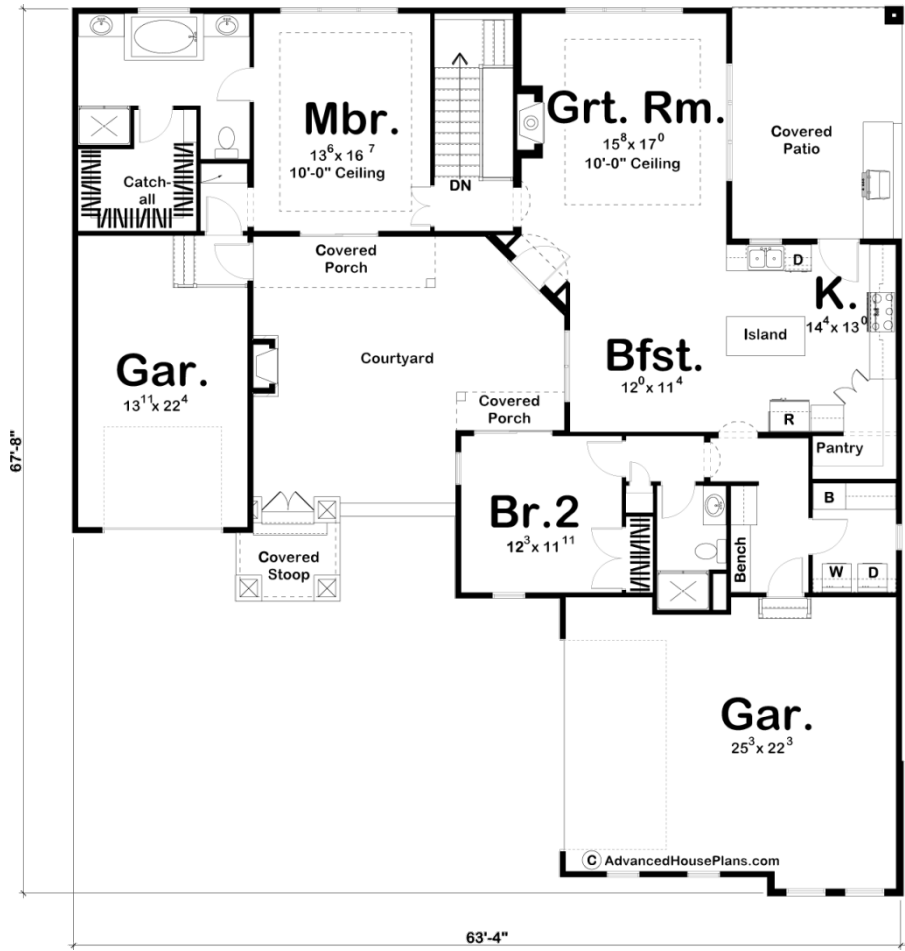 Mbr.
13⁶ x 16 ⁷
10'-0" Ceiling
Grt. Rm.
15⁸ x 17⁰
10'-0" Ceiling
Covered
Patio
Catch-
all
DN
Covered
Porch
D
K.
14⁴ x 13⁰
Island
Gar.
13¹¹ x 22⁴
Courtyard
Bfst.
12⁰ x 11⁴
Covered
Porch
R
Pantry
67'-8"
Br.2
12³ x 11¹¹
B
Bench
W
D
Covered
Stoop
Gar.
25³ x 22³
C AdvancedHousePlans.com
63'-4"